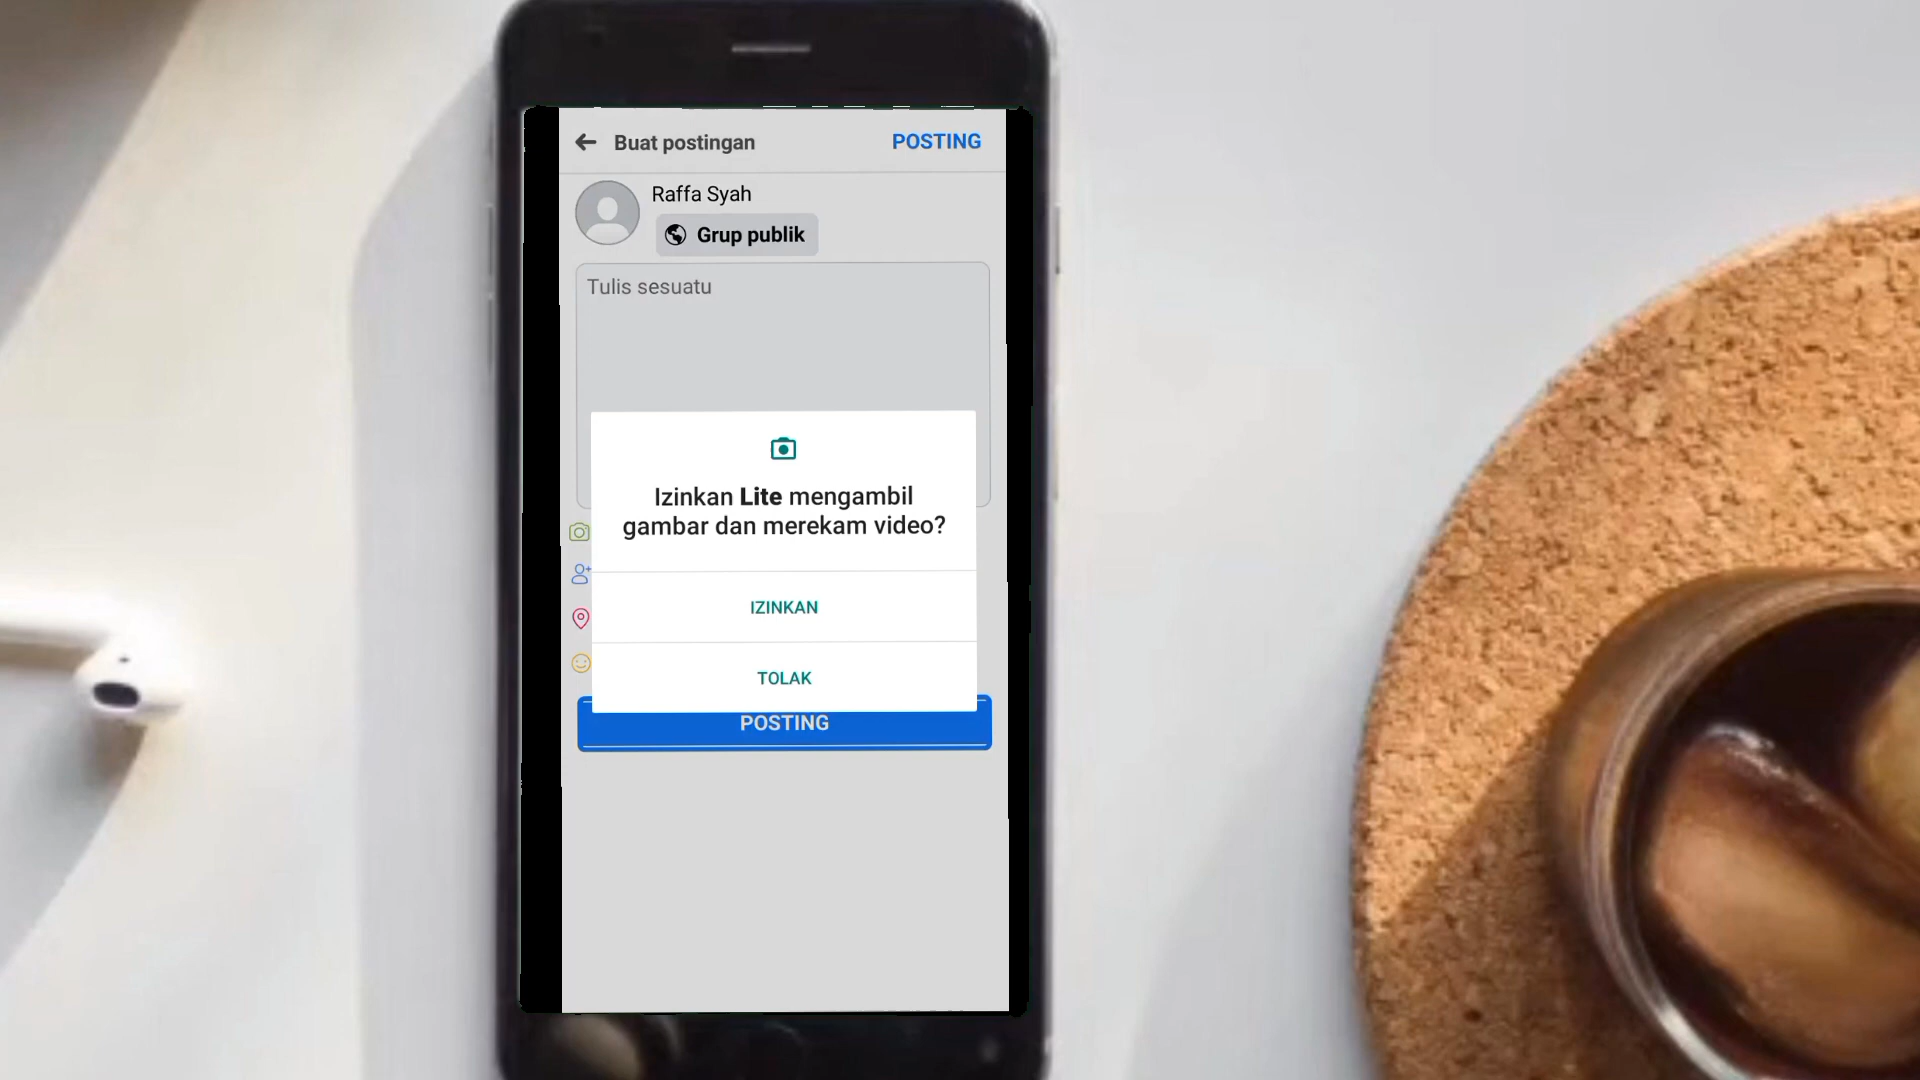 Buat postingan
POSTING
Raffa Syah
Grup publik
Tulis sesuatu
Izinkan Lite mengambil
gambar dan merekam video?
IZINKAN
TOLAK
POSTING